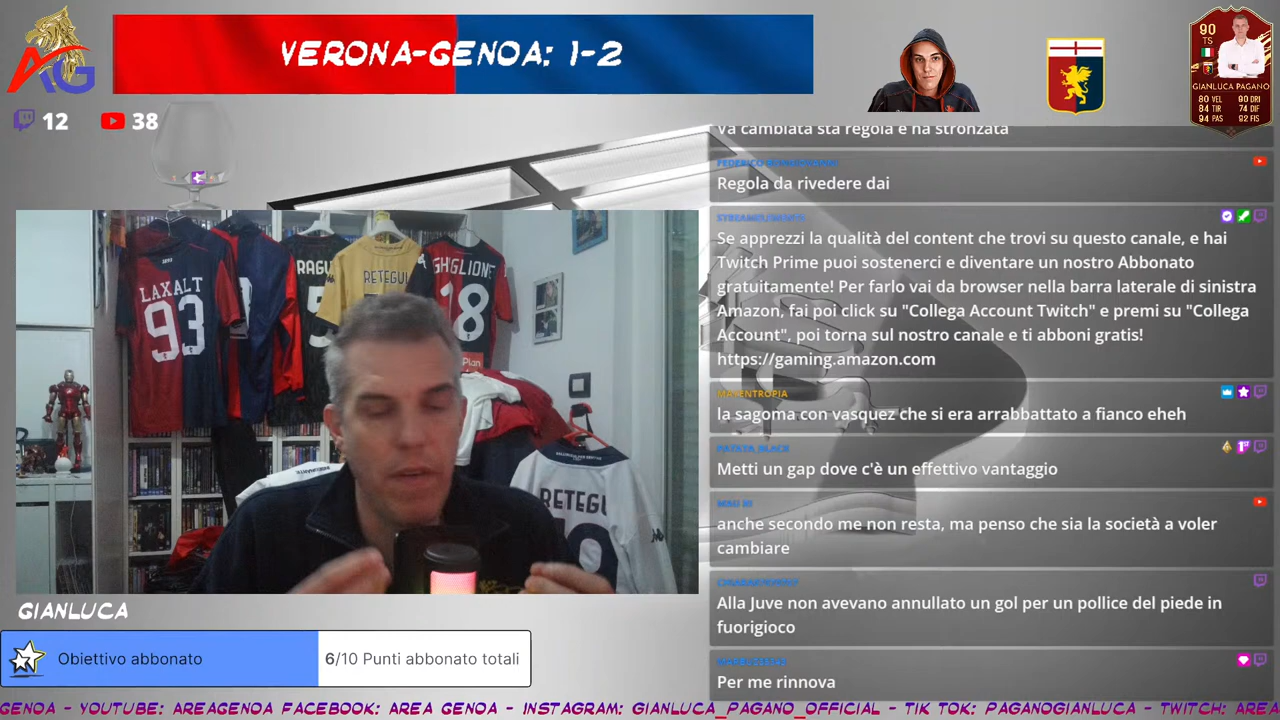 AG
VERONA-GENOA: 1-2
90
TS
GIANLUCA PAGANO
80 VEL 90 DRI
84 TIR 74 DIF
94 PAS 92 FIS
12
38
va cambiata sta regola è na stronzata
Regola da rivedere dai
Se apprezzi la qualità del content che trovi su questo canale, e hai
Twitch Prime puoi sostenerci e diventare un nostro Abbonato
gratuitamente! Per farlo vai da browser nella barra laterale di sinistra
Amazon, fai poi click su "Collega Account Twitch" e premi su "Collega
Account", poi torna sul nostro canale e ti abboni gratis!
https://gaming.amazon.com
la sagoma con vasquez che si era arrabbattato a fianco eheh
Metti un gap dove c'è un effettivo vantaggio
anche secondo me non resta, ma penso che sia la società a voler
cambiare
Alla Juve non avevano annullato un gol per un pollice del piede in
fuorigioco
Per me rinnova
LAXALT
93
RAGU
5
RETEGUI
GHIGLIONE
18
Plan
RETEGU
GIANLUCA
Obiettivo abbonato
6/10 Punti abbonato totali
GENOA - YOUTUBE: AREAGENOA FACEBOOK: AREA GENOA - INSTAGRAM: GIANLUCA_PAGANO_OFFICIAL - TIK TOK: PAGANOGIANLUCA - TWITCH: AREA